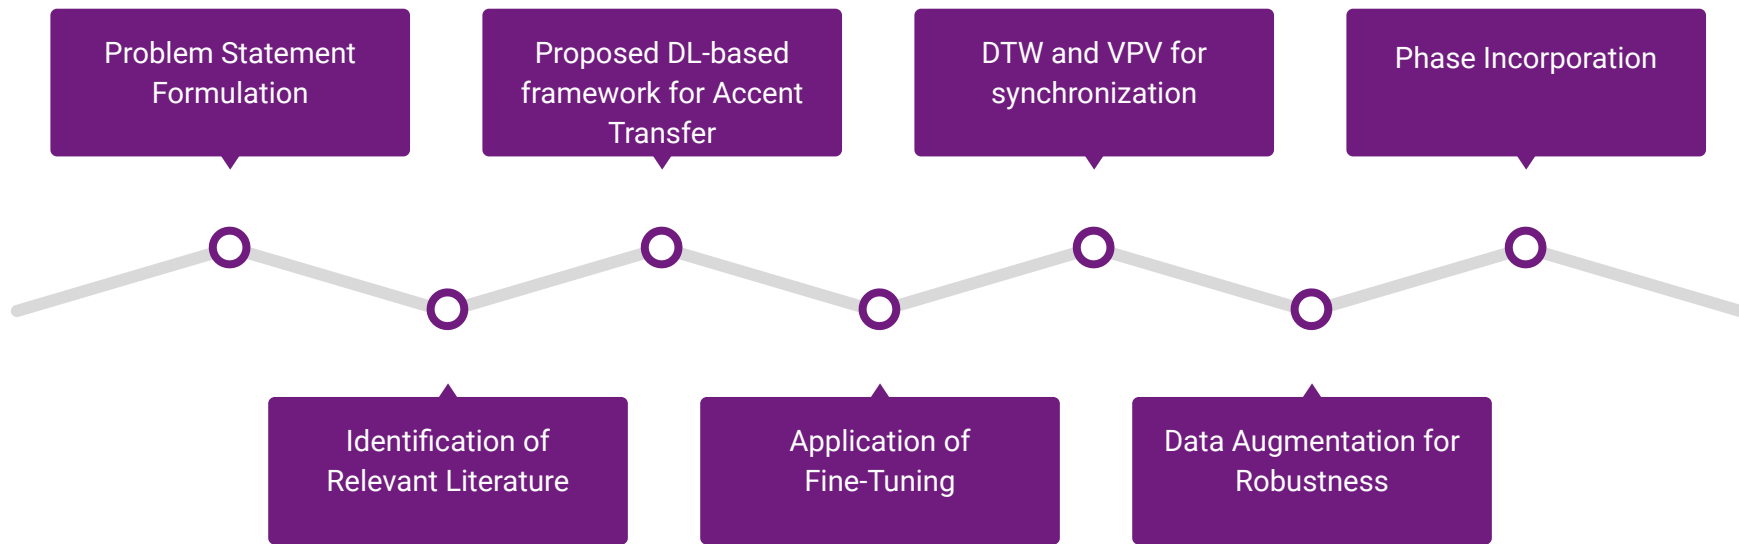 Problem Statement
Formulation
Proposed DL-based
framework for Accent
Transfer
DTW and VPV for
synchronization
Phase Incorporation
Identification of
Relevant Literature
Application of
Fine-Tuning
Data Augmentation for
Robustness